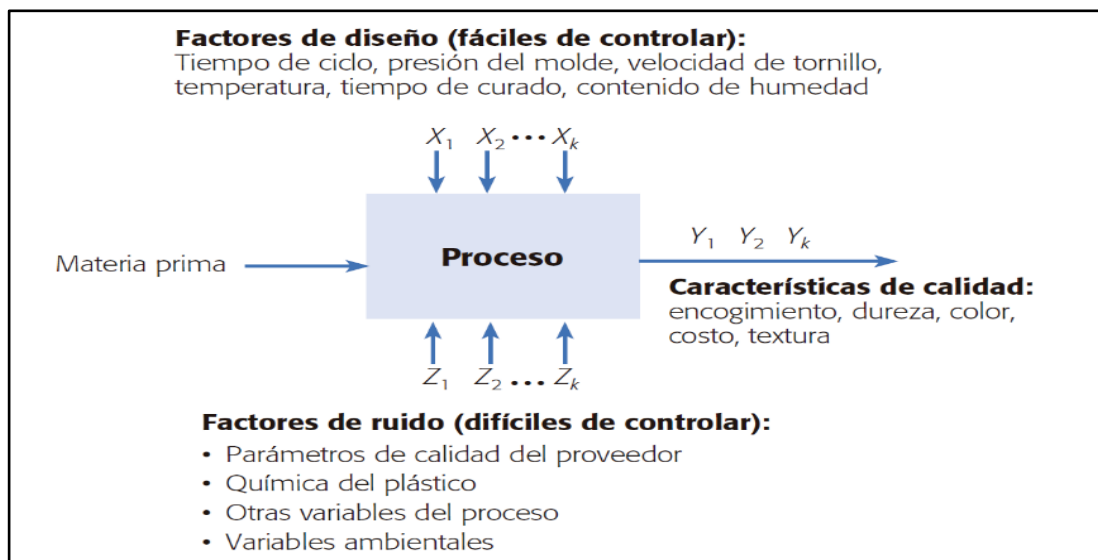 Factores de diseño (fáciles de controlar):
Tiempo de ciclo, presión del molde, velocidad de tornillo,
temperatura, tiempo de curado, contenido de humedad
X1 X2 ••• Xk
Materia prima
Proceso
Y1 Y2 Yk
Características de calidad:
encogimiento, dureza, color,
costo, textura
Z1 Z2 ••• Zk
Factores de ruido (difíciles de controlar):
• Parámetros de calidad del proveedor
• Química del plástico
• Otras variables del proceso
• Variables ambientales